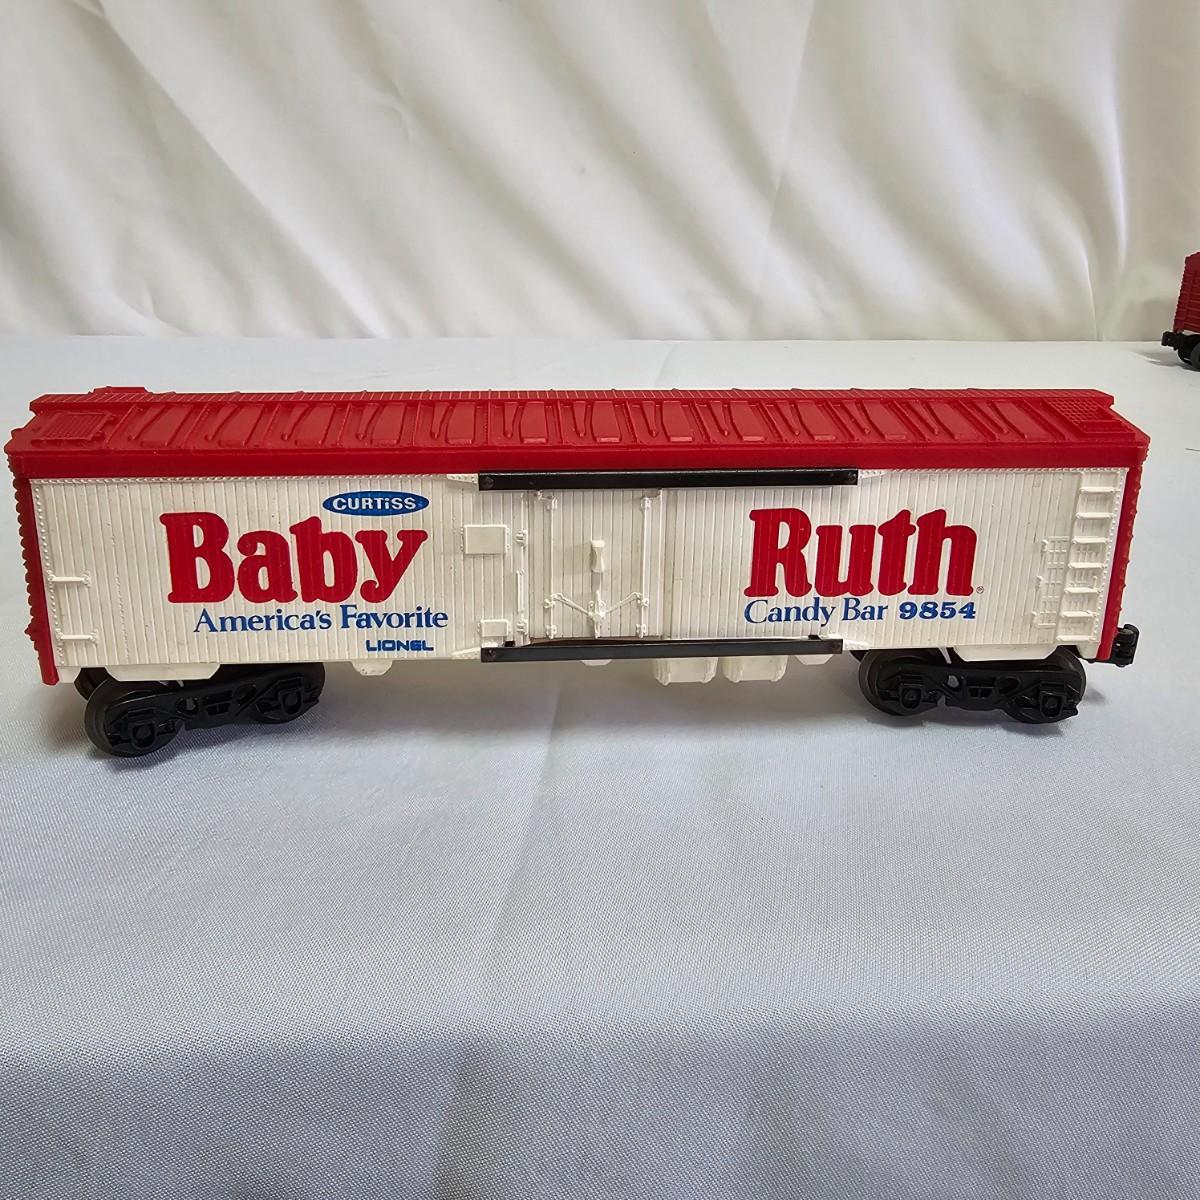 CURTiSS
Baby Ruth
America's Favorite
Candy Bar 9854
LIONEL